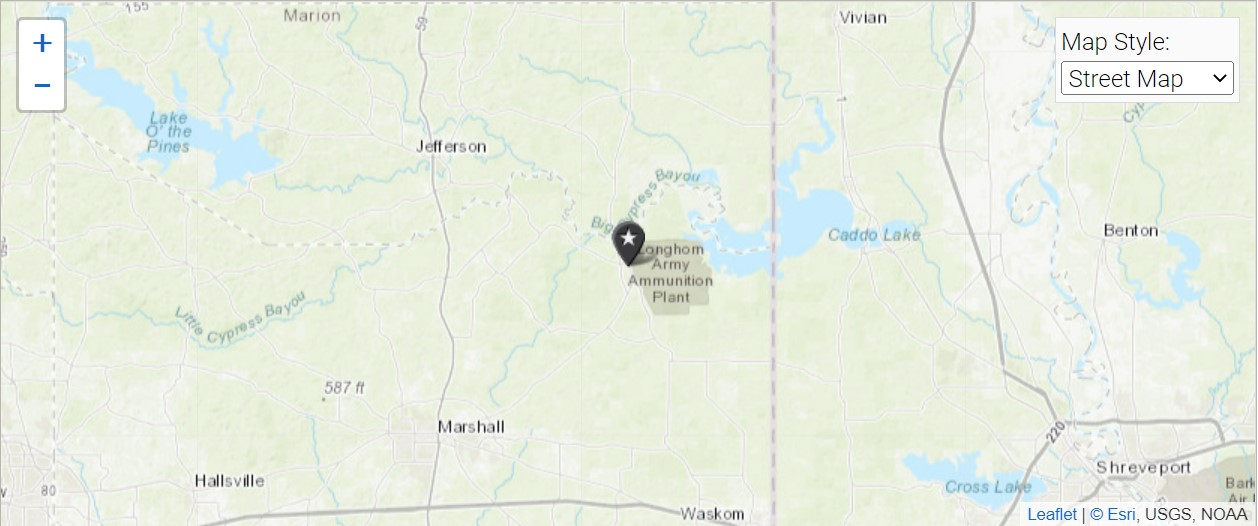 155
Marion
59
Vivian
+
−
Map Style:
Street Map
Lake
O' the
Pines
Jefferson
Big Cypress Bayou
Longhorn
Army
Ammunition
Plant
Caddo Lake
Benton
Little Cypress Bayou
587 ft
Marshall
220
Hallsville
80
Waskom
Cross Lake
Shreveport
Leaflet | © Esri, USGS, NOAA